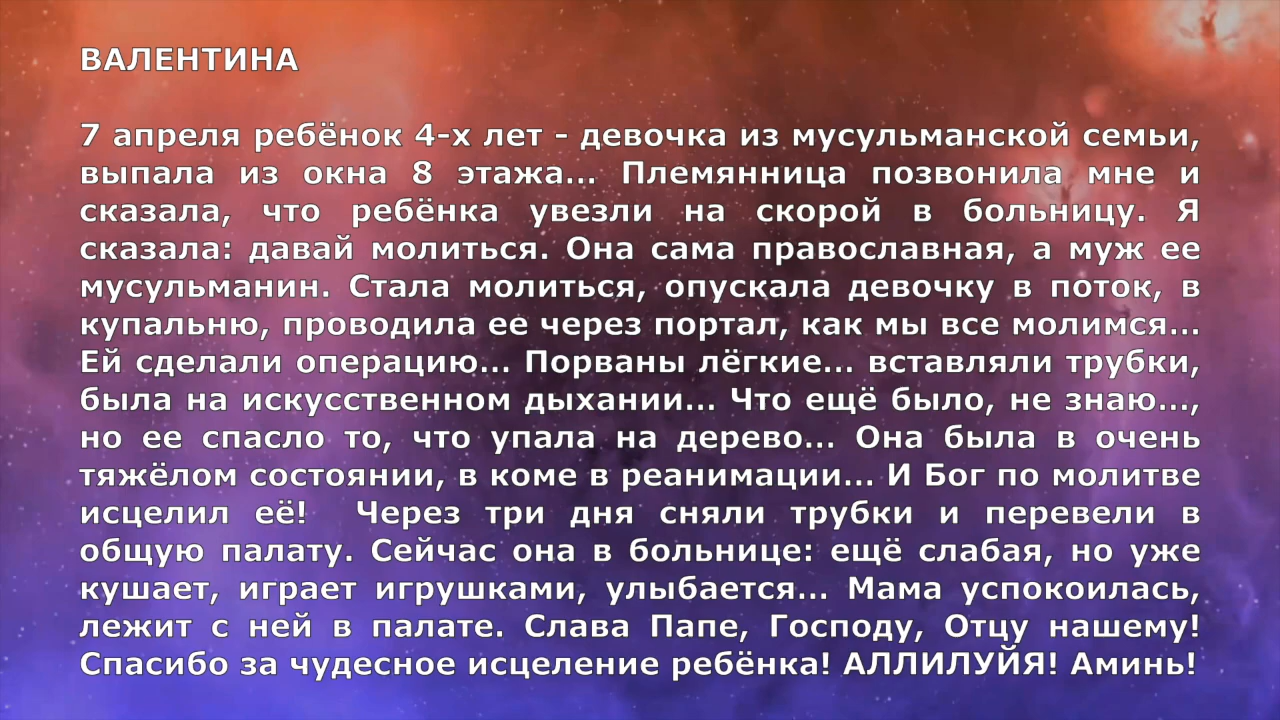 ВАЛЕНТИНА
7 апреля ребёнок 4-х лет - девочка из мусульманской семьи,
выпала из окна 8 этажа... Племянница позвонила мне и
сказала, что ребёнка увезли на скорой в больницу. Я
сказала: давай молиться. Она сама православная, а муж ее
мусульманин. Стала молиться, опускала девочку в поток, в
купальню, проводила ее через портал, как мы все молимся...
Ей сделали операцию... Порваны лёгкие... вставляли трубки,
была на искусственном дыхании... Что ещё было, не знаю...,
но ее спасло то, что упала на дерево... Она была в очень
тяжёлом состоянии, в коме в реанимации... И Бог по молитве
исцелил её!  Через три дня сняли трубки и перевели в
общую палату. Сейчас она в больнице: ещё слабая, но уже
кушает, играет игрушками, улыбается... Мама успокоилась,
лежит с ней в палате. Слава Папе, Господу, Отцу нашему!
Спасибо за чудесное исцеление ребёнка! АЛЛИЛУЙЯ! Аминь!